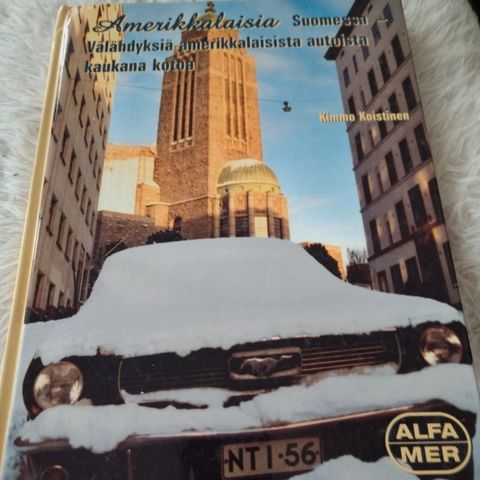 Amerikkalaisia Suomessa –
Välähdyksiä amerikkalaisista autoista
kaukana kotoa
Kimmo Koistinen
ALFA
MER
NTI-56